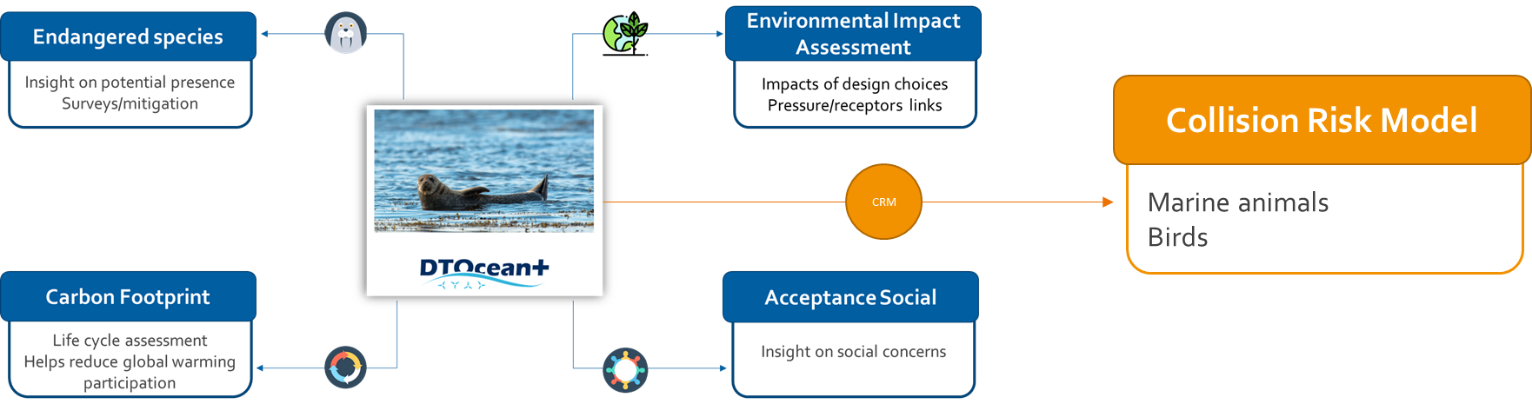 Endangered species
Insight on potential presence
Surveys/mitigation
Environmental Impact
Assessment
Impacts of design choices
Pressure/receptors links
Collision Risk Model
Marine animals
Birds
CRM
DTOcean+
Carbon Footprint
Life cycle assessment
Helps reduce global warming
participation
Acceptance Social
Insight on social concerns